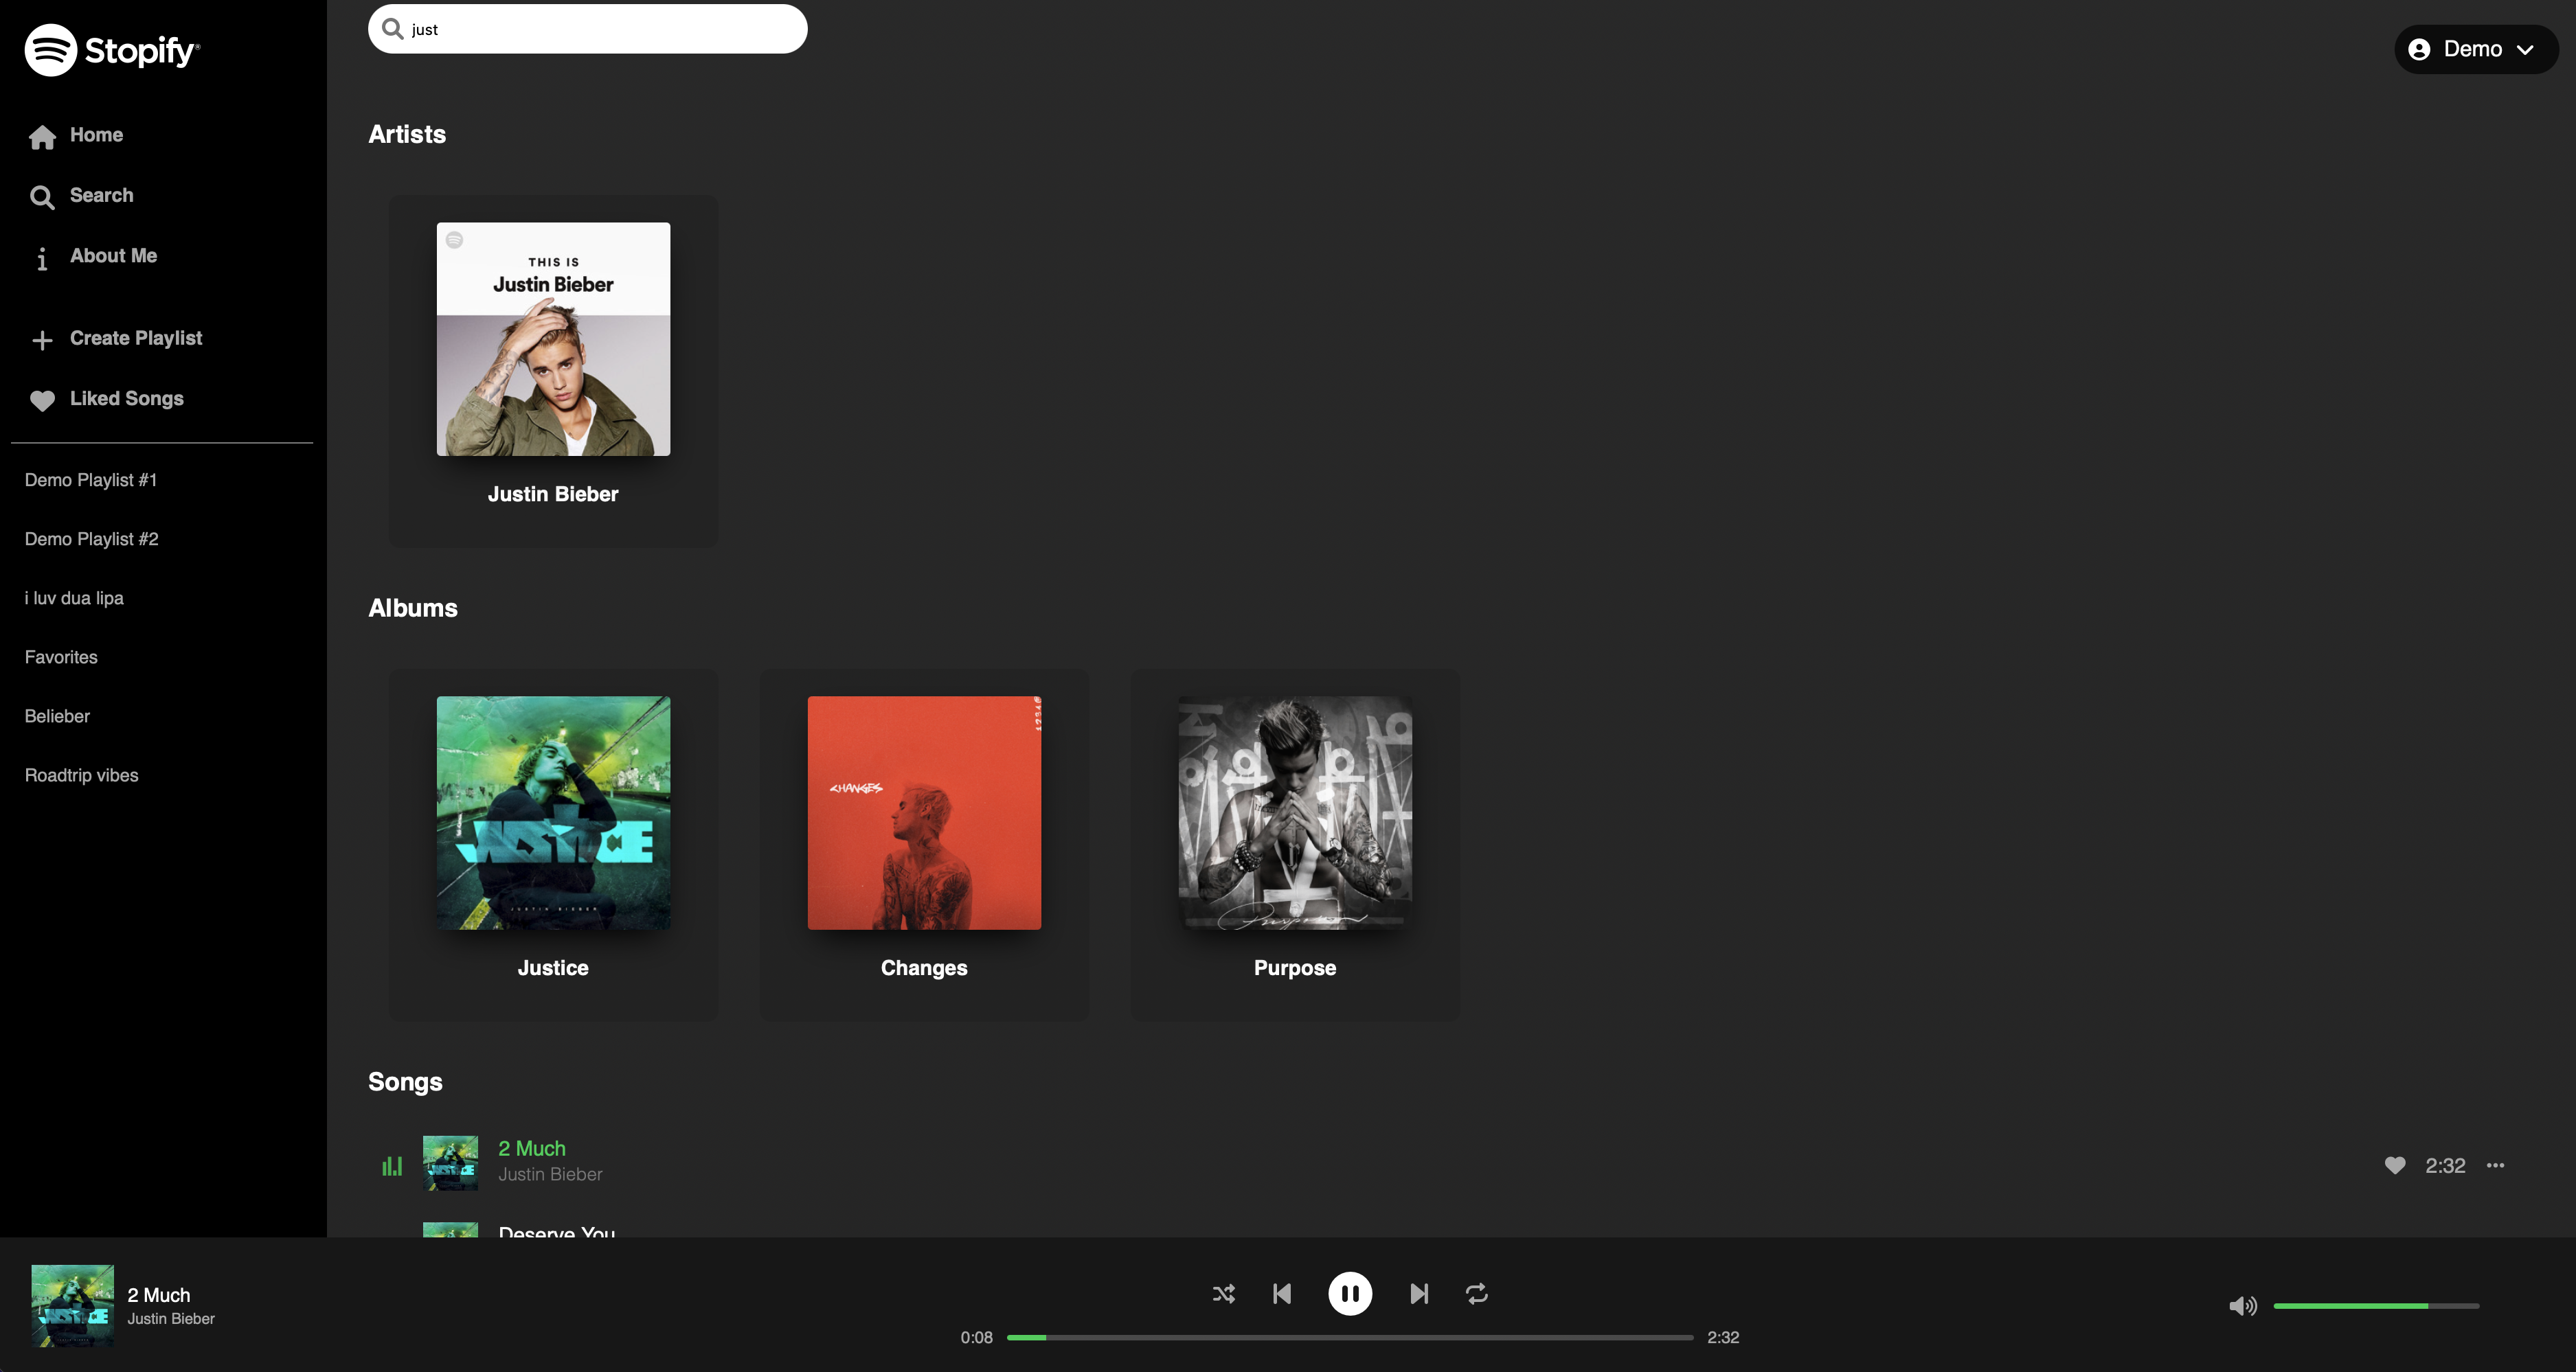 Stopify®
Home
Search
About Me
Create Playlist
Liked Songs
Demo Playlist #1
Demo Playlist #2
i luv dua lipa
Favorites
Belieber
Roadtrip vibes
just
Demo
Artists
THIS IS
Justin Bieber
Justin Bieber
Albums
JUSTICE
JUSTIN BIEBER
Justice
CHANGES
Changes
Purpose
Purpose
Songs
2 Much
Justin Bieber
2:32
JUSTICE
Deserve You
JUSTICE
2 Much
Justin Bieber
0:08
2:32